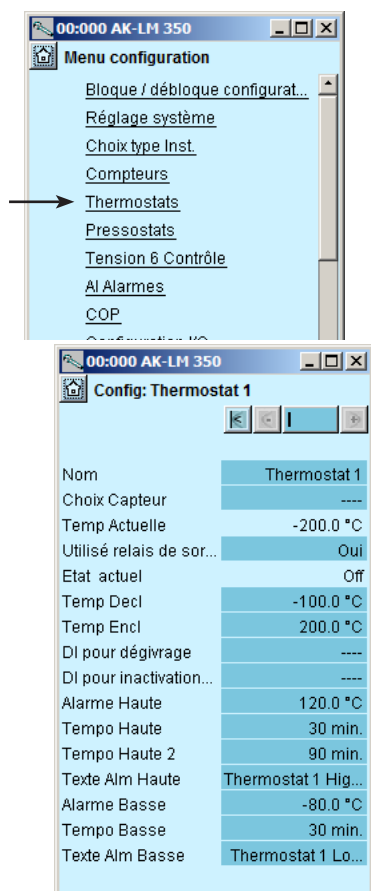 00:000 AK-LM 350
Menu configuration
Bloque / débloque configurat...
Réglage système
Choix type Inst.
Compteurs
Thermostats
Pressostats
Tension 6 Contrôle
AI Alarmes
COP
00:000 AK-LM 350
Config: Thermostat 1
Nom Thermostat 1
Choix Capteur ----
Temp Actuelle -200.0 °C
Utilisé relais de sor... Oui
Etat actuel Off
Temp Decl -100.0 °C
Temp Encl 200.0 °C
DI pour dégivrage ----
DI pour inactivation... ----
Alarme Haute 120.0 °C
Tempo Haute 30 min.
Tempo Haute 2 90 min.
Texte Alm Haute Thermostat 1 Hig...
Alarme Basse -80.0 °C
Tempo Basse 30 min.
Texte Alm Basse Thermostat 1 Lo...